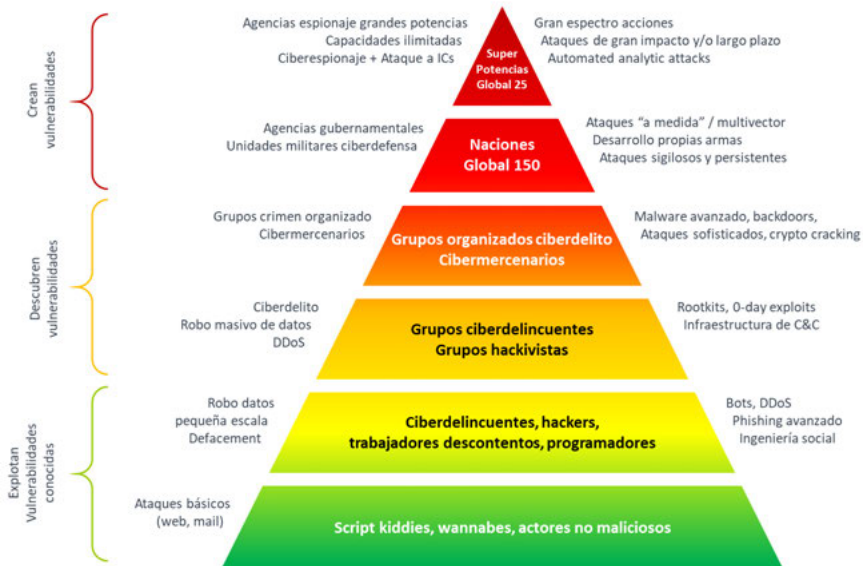 Agencias espionaje grandes potencias
Capacidades ilimitadas
Ciberespionaje + Ataque a ICs
Super
Potencias
Global 25
Gran espectro acciones
Ataques de gran impacto y/o largo plazo
Automated analytic attacks
Crean
vulnerabilidades
Agencias gubernamentales
Unidades militares ciberdefensa
Naciones
Global 150
Ataques “a medida” / multivector
Desarrollo propias armas
Ataques sigilosos y persistentes
Descubren
vulnerabilidades
Grupos crimen organizado
Cibermercenarios
Grupos organizados ciberdelito
Cibermercenarios
Malware avanzado, backdoors,
Ataques sofisticados, crypto cracking
Ciberdelito
Robo masivo de datos
DDoS
Grupos ciberdelincuentes
Grupos hackivistas
Rootkits, 0-day exploits
Infraestructura de C&C
Explotan
Vulnerabilidades
conocidas
Robo datos
pequeña escala
Defacement
Ciberdelincuentes, hackers,
trabajadores descontentos, programadores
Bots, DDoS
Phishing avanzado
Ingeniería social
Ataques básicos
(web, mail)
Script kiddies, wannabes, actores no maliciosos